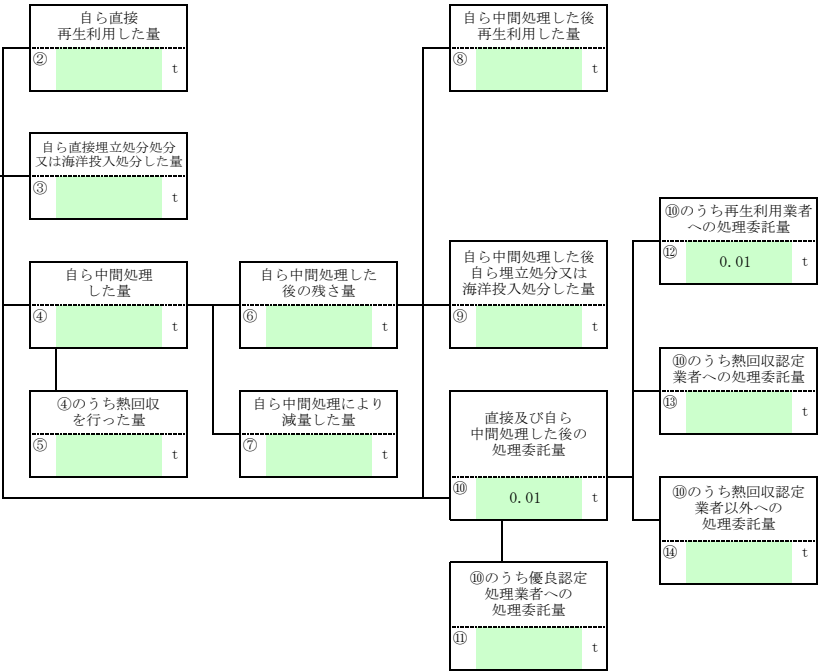 自ら直接
再生利用した量
②
t
自ら直接埋立処分処分
又は海洋投入処分した量
③
t
自ら中間処理
した量
④
t
④のうち熱回収
を行った量
⑤
t
自ら中間処理した
後の残さ量
⑥
t
自ら中間処理により
減量した量
⑦
t
自ら中間処理した後
再生利用した量
⑧
t
自ら中間処理した後
自ら埋立処分又は
海洋投入処分した量
⑨
t
直接及び自ら
中間処理した後の
処理委託量
⑩ 0.01 t
⑩のうち優良認定
処理業者への
処理委託量
⑪
t
⑩のうち再生利用業者
への処理委託量
⑫ 0.01 t
⑩のうち熱回収認定
業者への処理委託量
⑬
t
⑩のうち熱回収認定
業者以外への
処理委託量
⑭
t